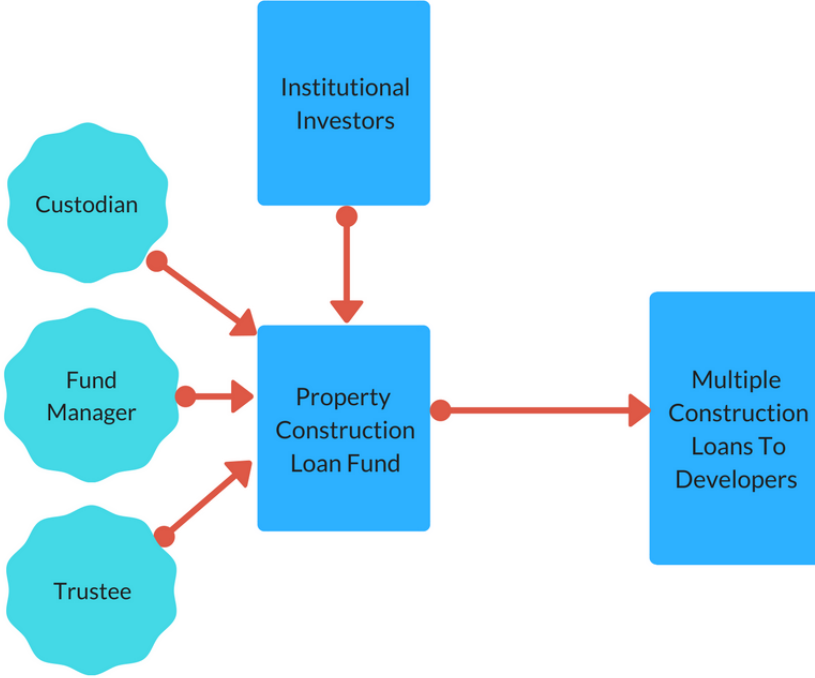 Institutional
Investors
Custodian
Fund
Manager
Trustee
Property
Construction
Loan Fund
Multiple
Construction
Loans To
Developers